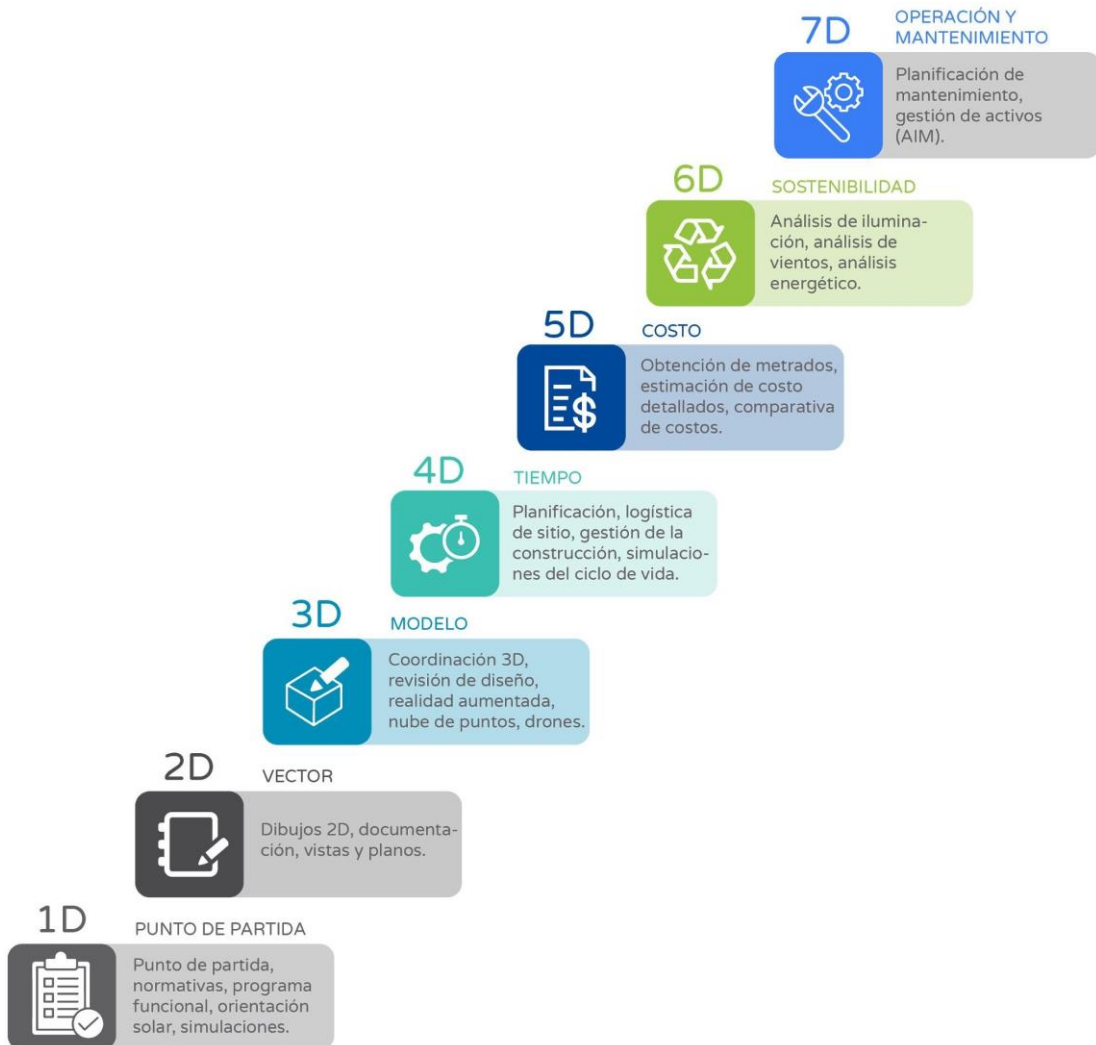 7D
OPERACIÓN Y
MANTENIMIENTO
Planificación de
mantenimiento,
gestión de activos
(AIM).
6D
SOSTENIBILIDAD
Análisis de ilumina-
ción, análisis de
vientos, análisis
energético.
5D
COSTO
Obtención de metrados,
estimación de costo
detallados, comparativa
de costos.
4D
TIEMPO
Planificación, logística
de sitio, gestión de la
construcción, simulacio-
nes del ciclo de vida.
3D
MODELO
Coordinación 3D,
revisión de diseño,
realidad aumentada,
nube de puntos, drones.
2D
VECTOR
Dibujos 2D, documenta-
ción, vistas y planos.
1D
PUNTO DE PARTIDA
Punto de partida,
normativas, programa
funcional, orientación
solar, simulaciones.